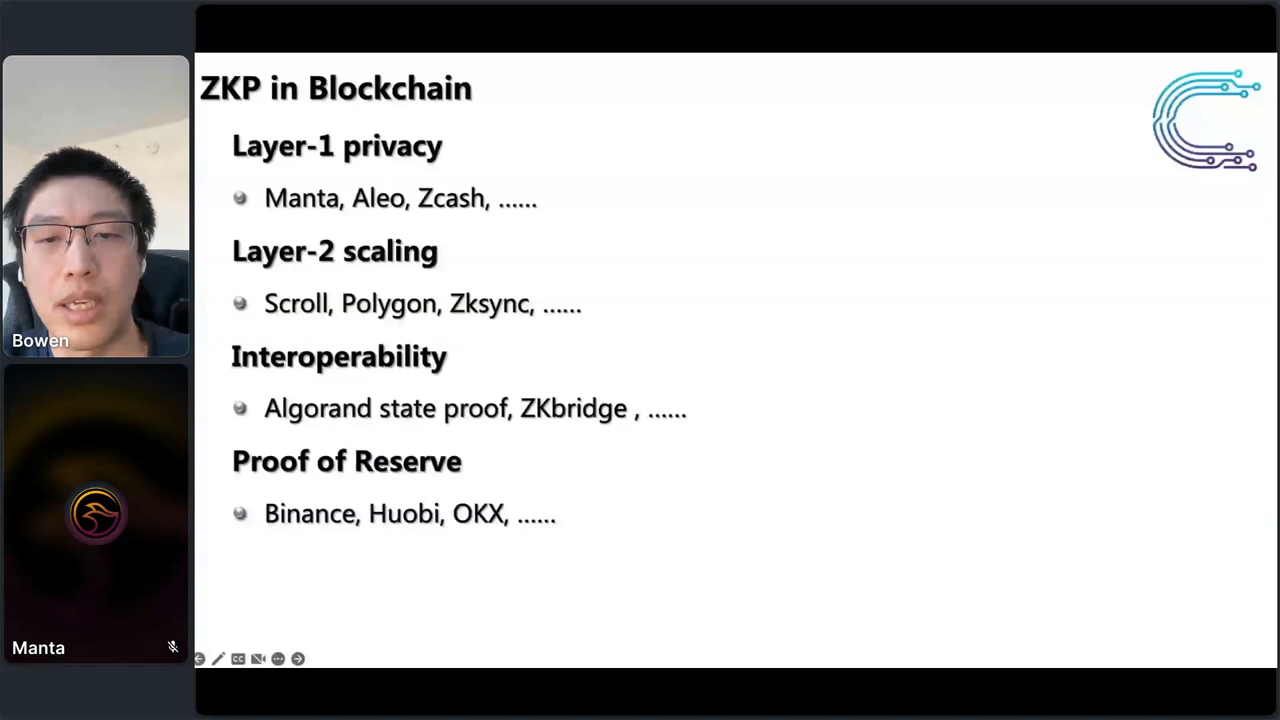 ZKP in Blockchain
Layer-1 privacy
Manta, Aleo, Zcash, ......
Layer-2 scaling
Scroll, Polygon, Zksync, ......
Interoperability
Algorand state proof, ZKbridge , ......
Proof of Reserve
Binance, Huobi, OKX, ......
Bowen
Manta
CC